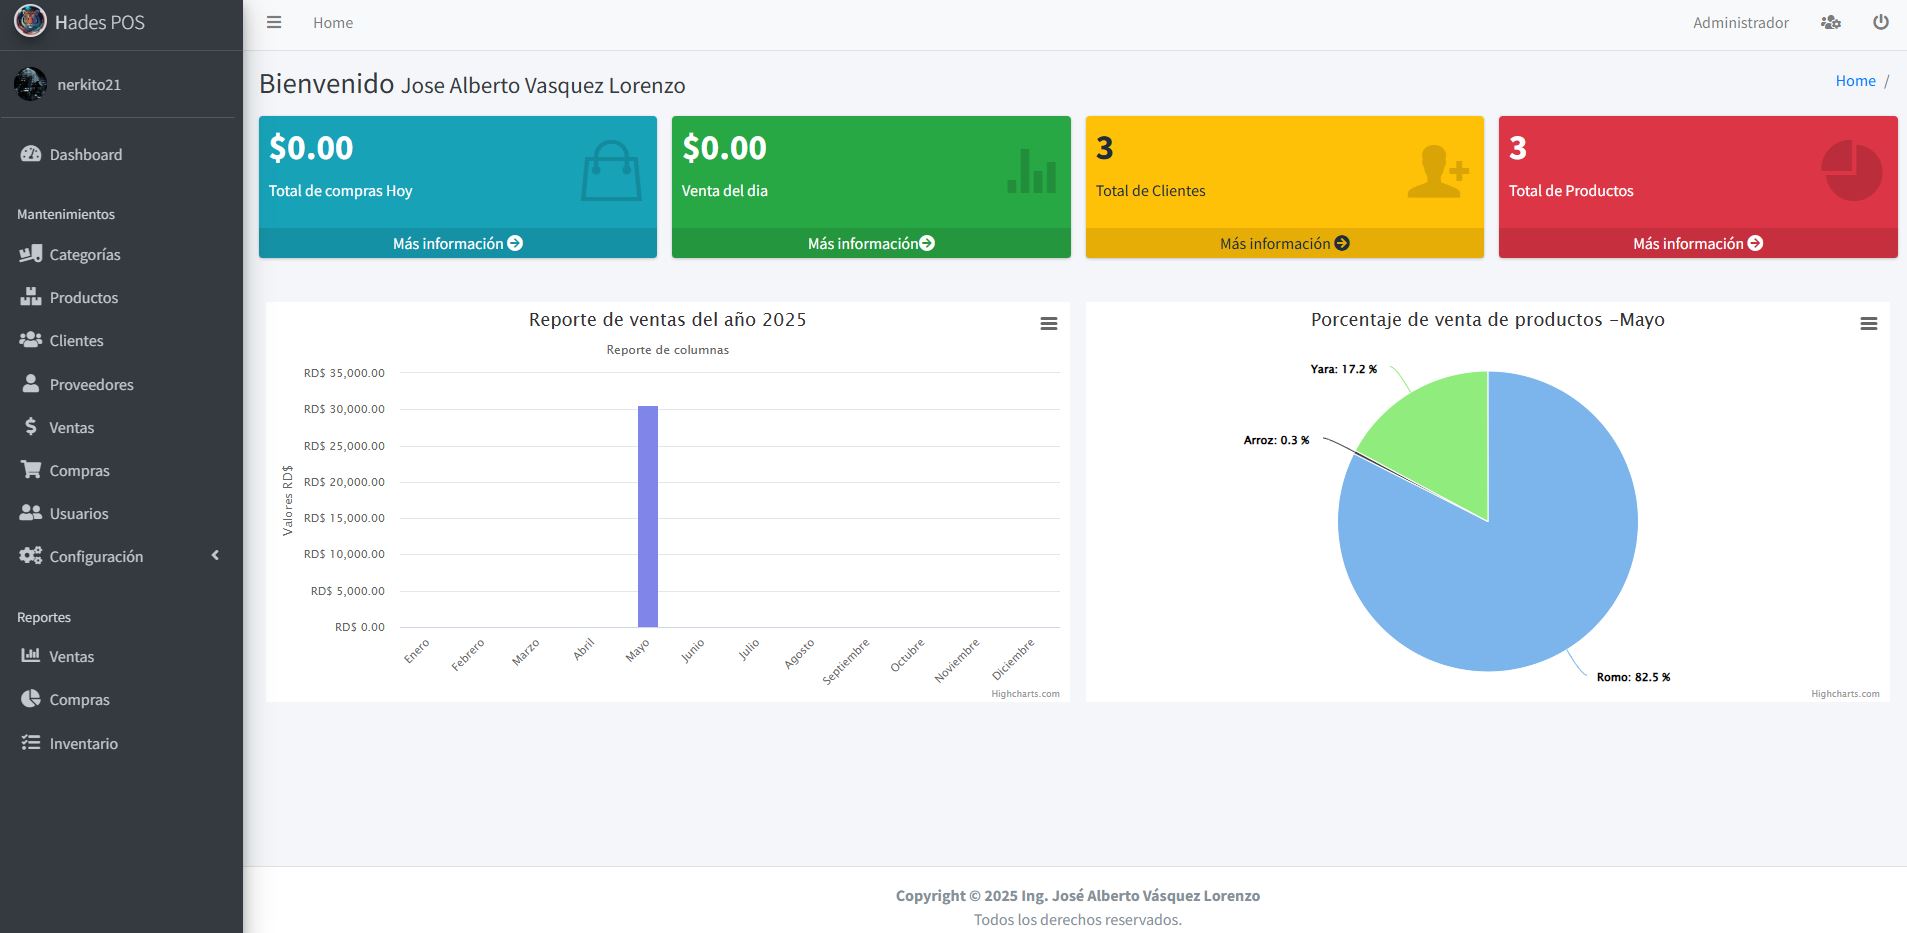 Hades POS
Home
Administrador
nerkito21
Bienvenido Jose Alberto Vasquez Lorenzo
Home /
Dashboard
Mantenimientos
Categorías
Productos
Clientes
Proveedores
Ventas
Compras
Usuarios
Configuración
Reportes
Ventas
Compras
Inventario
$0.00
Total de compras Hoy
Más información
$0.00
Venta del dia
Más información
3
Total de Clientes
Más información
3
Total de Productos
Más información
Reporte de ventas del año 2025
Reporte de columnas
Valores RD$
RD$ 35,000.00
RD$ 30,000.00
RD$ 25,000.00
RD$ 20,000.00
RD$ 15,000.00
RD$ 10,000.00
RD$ 5,000.00
RD$ 0.00
Enero
Febrero
Marzo
Abril
Mayo
Junio
Julio
Agosto
Septiembre
Octubre
Noviembre
Diciembre
Highcharts.com
Porcentaje de venta de productos -Mayo
Yara: 17.2 %
Arroz: 0.3 %
Romo: 82.5 %
Highcharts.com
Copyright © 2025 Ing. José Alberto Vásquez Lorenzo
Todos los derechos reservados.